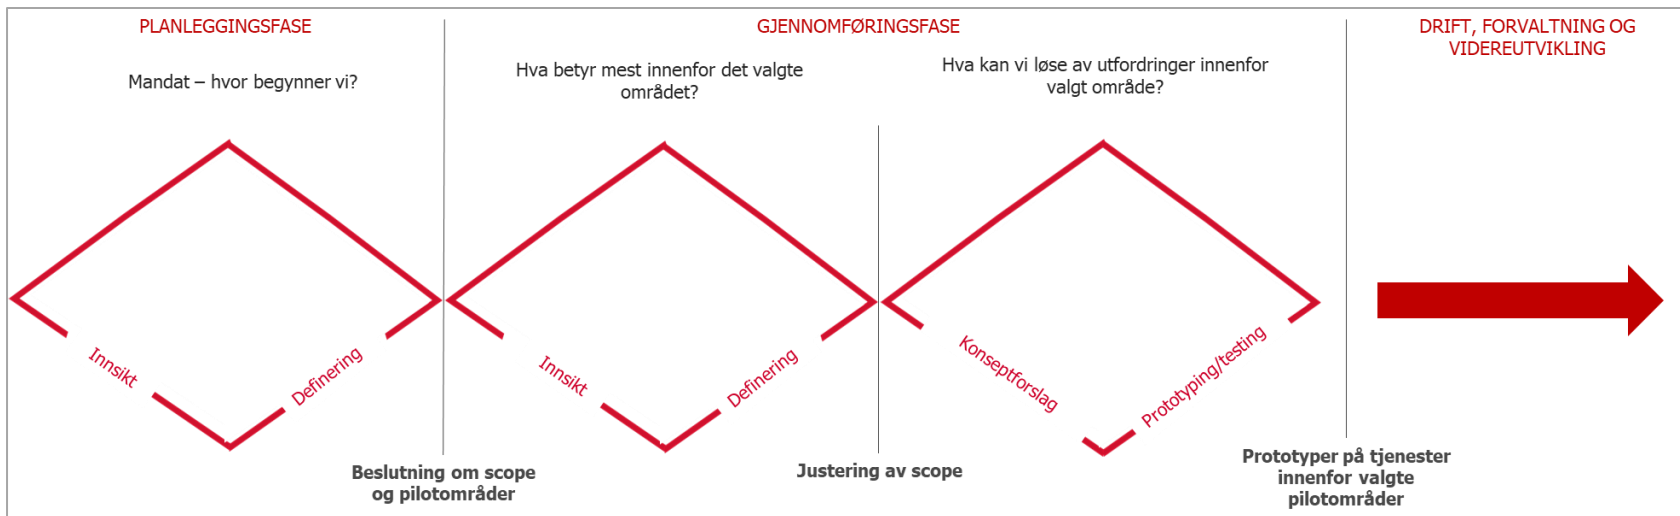 PLANLEGGINGSFASE
GJENNOMFØRINGSFASE
DRIFT, FORVALTNING OG
VIDEREUTVIKLING
Mandat – hvor begynner vi?
Hva betyr mest innenfor det valgte
området?
Hva kan vi løse av utfordringer innenfor
valgt område?
Innsikt
Definering
Innsikt
Definering
Konseptforslag
Prototyping/testing
Beslutning om scope
og pilotområder
Justering av scope
Prototyper på tjenester
innenfor valgte
pilotområder